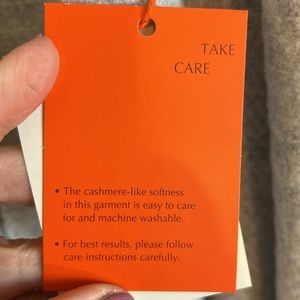 TAKE
CARE
• The cashmere-like softness
in this garment is easy to care
for and machine washable.
• For best results, please follow
care instructions carefully.